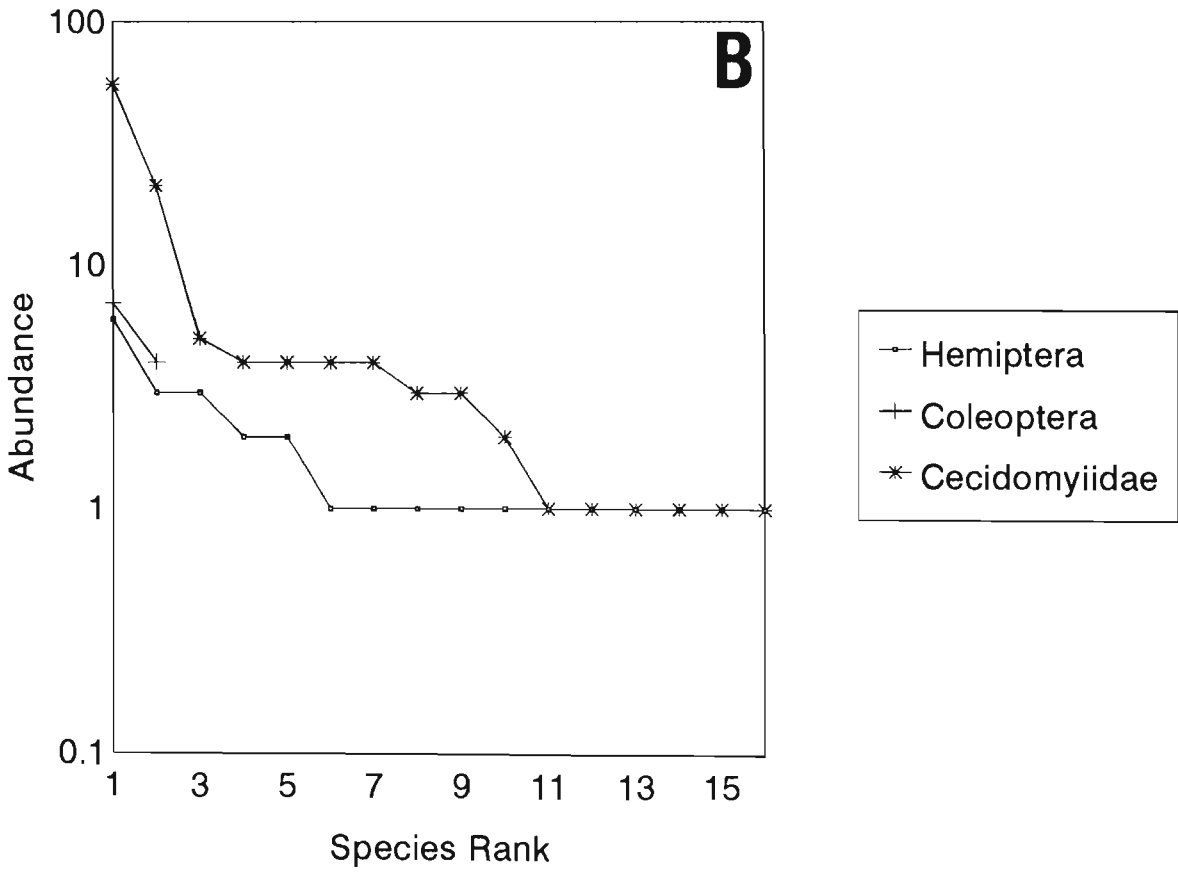 100
B
10
1
0.1
Abundance
1 3 5 7 9 11 13 15
Species Rank
Hemiptera
Coleoptera
Cecidomyiidae